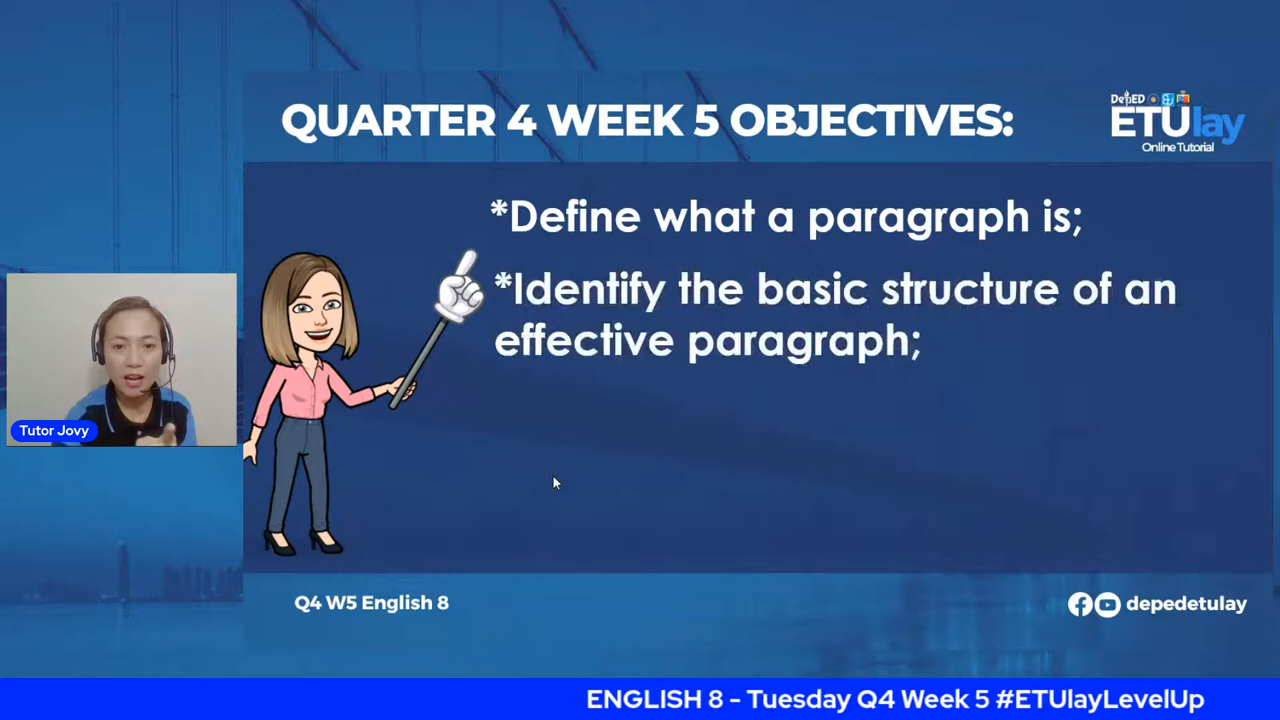 QUARTER 4 WEEK 5 OBJECTIVES:
DepED
ETUlay
Online Tutorial
*Define what a paragraph is;
*Identify the basic structure of an
effective paragraph;
Tutor Jovy
Q4 W5 English 8
depedetulay
ENGLISH 8 - Tuesday Q4 Week 5 #ETUlayLevelUp